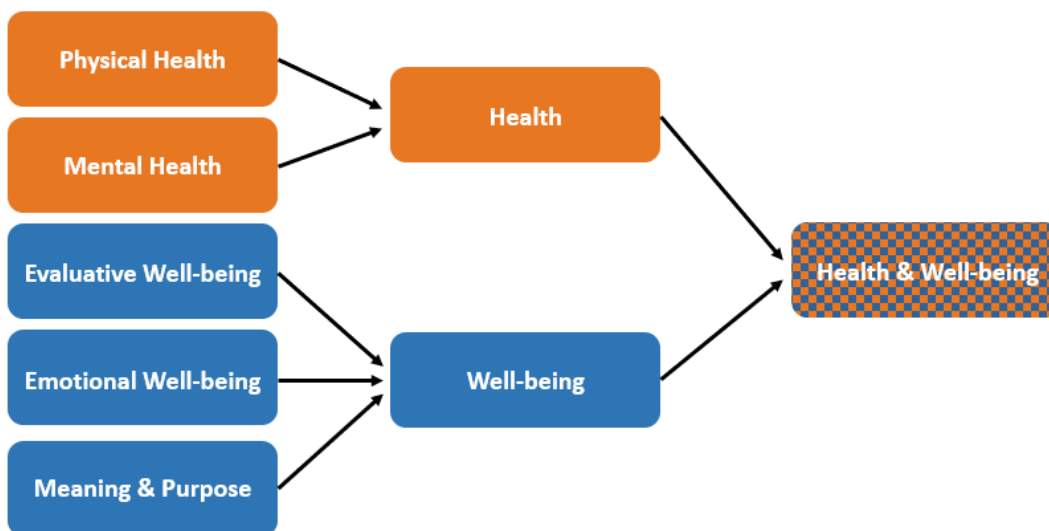 Physical Health
Mental Health
Evaluative Well-being
Emotional Well-being
Meaning & Purpose
Health
Well-being
Health & Well-being